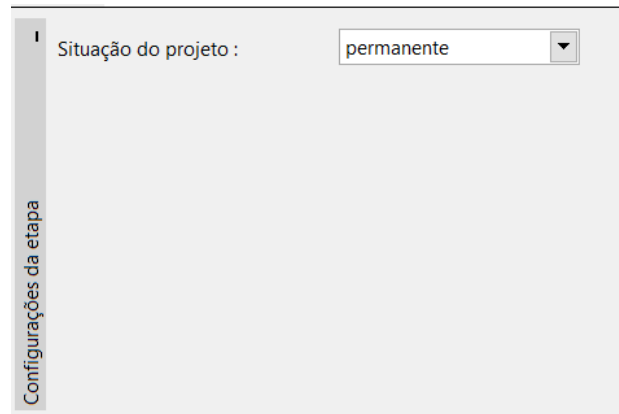 Situação do projeto :
permanente
Configurações da etapa